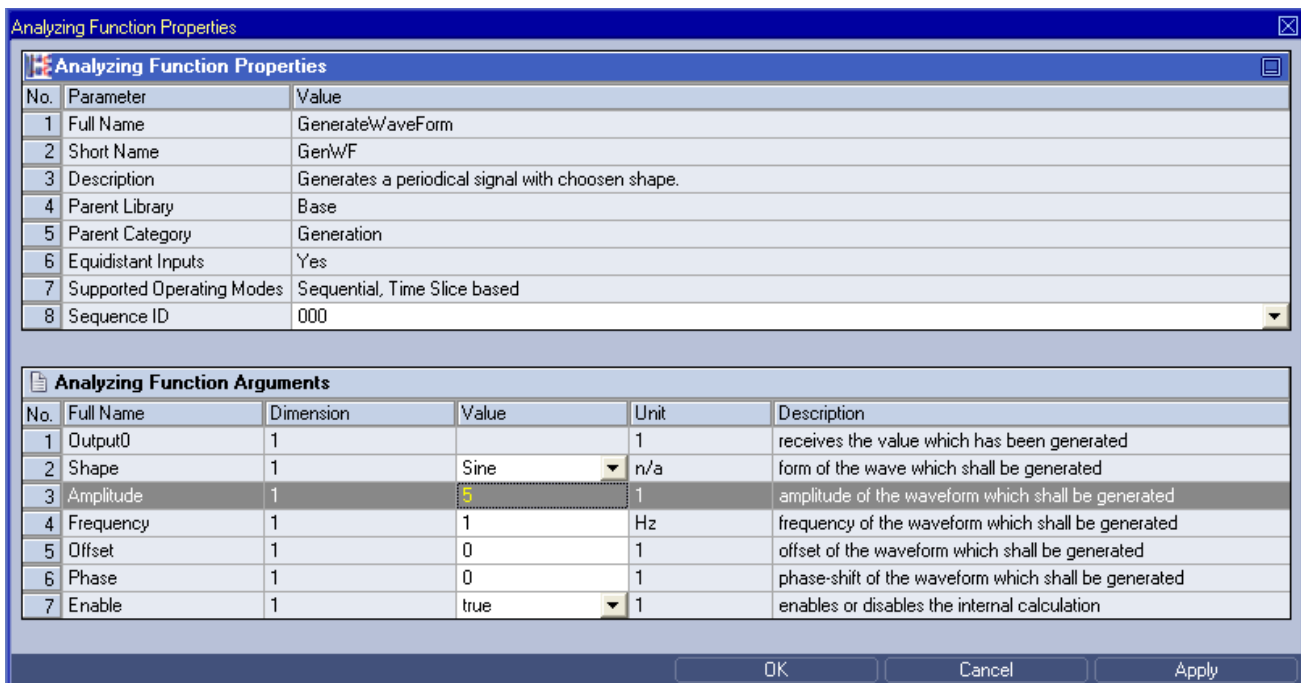 Analyzing Function Properties
Analyzing Function Properties
No. Parameter Value
1 Full Name GenerateWaveForm
2 Short Name GenWF
3 Description Generates a periodical signal with choosen shape.
4 Parent Library Base
5 Parent Category Generation
6 Equidistant Inputs Yes
7 Supported Operating Modes Sequential, Time Slice based
8 Sequence ID 000
Analyzing Function Arguments
No. Full Name Dimension Value Unit Description
1 Output0 1 1 receives the value which has been generated
2 Shape 1 Sine n/a form of the wave which shall be generated
3 Amplitude 1 5 1 amplitude of the waveform which shall be generated
4 Frequency 1 1 Hz frequency of the waveform which shall be generated
5 Offset 1 0 1 offset of the waveform which shall be generated
6 Phase 1 0 1 phase-shift of the waveform which shall be generated
7 Enable 1 true 1 enables or disables the internal calculation
OK Cancel Apply